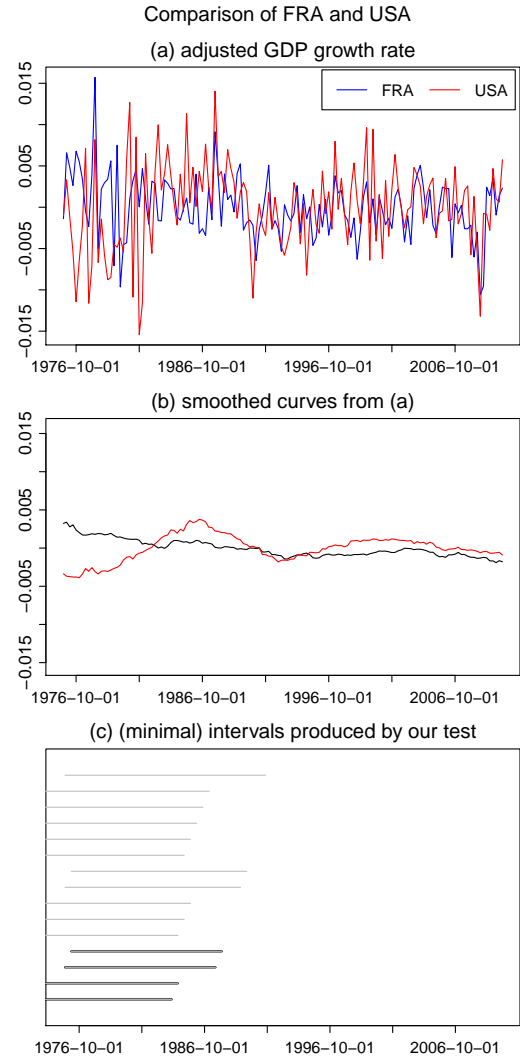 Comparison of FRA and USA
(a) adjusted GDP growth rate
FRA USA
0.015
0.005
−0.005
−0.015
1976−10−01 1986−10−01 1996−10−01 2006−10−01
(b) smoothed curves from (a)
0.015
0.005
−0.005
−0.015
1976−10−01 1986−10−01 1996−10−01 2006−10−01
(c) (minimal) intervals produced by our test
1976−10−01 1986−10−01 1996−10−01 2006−10−01